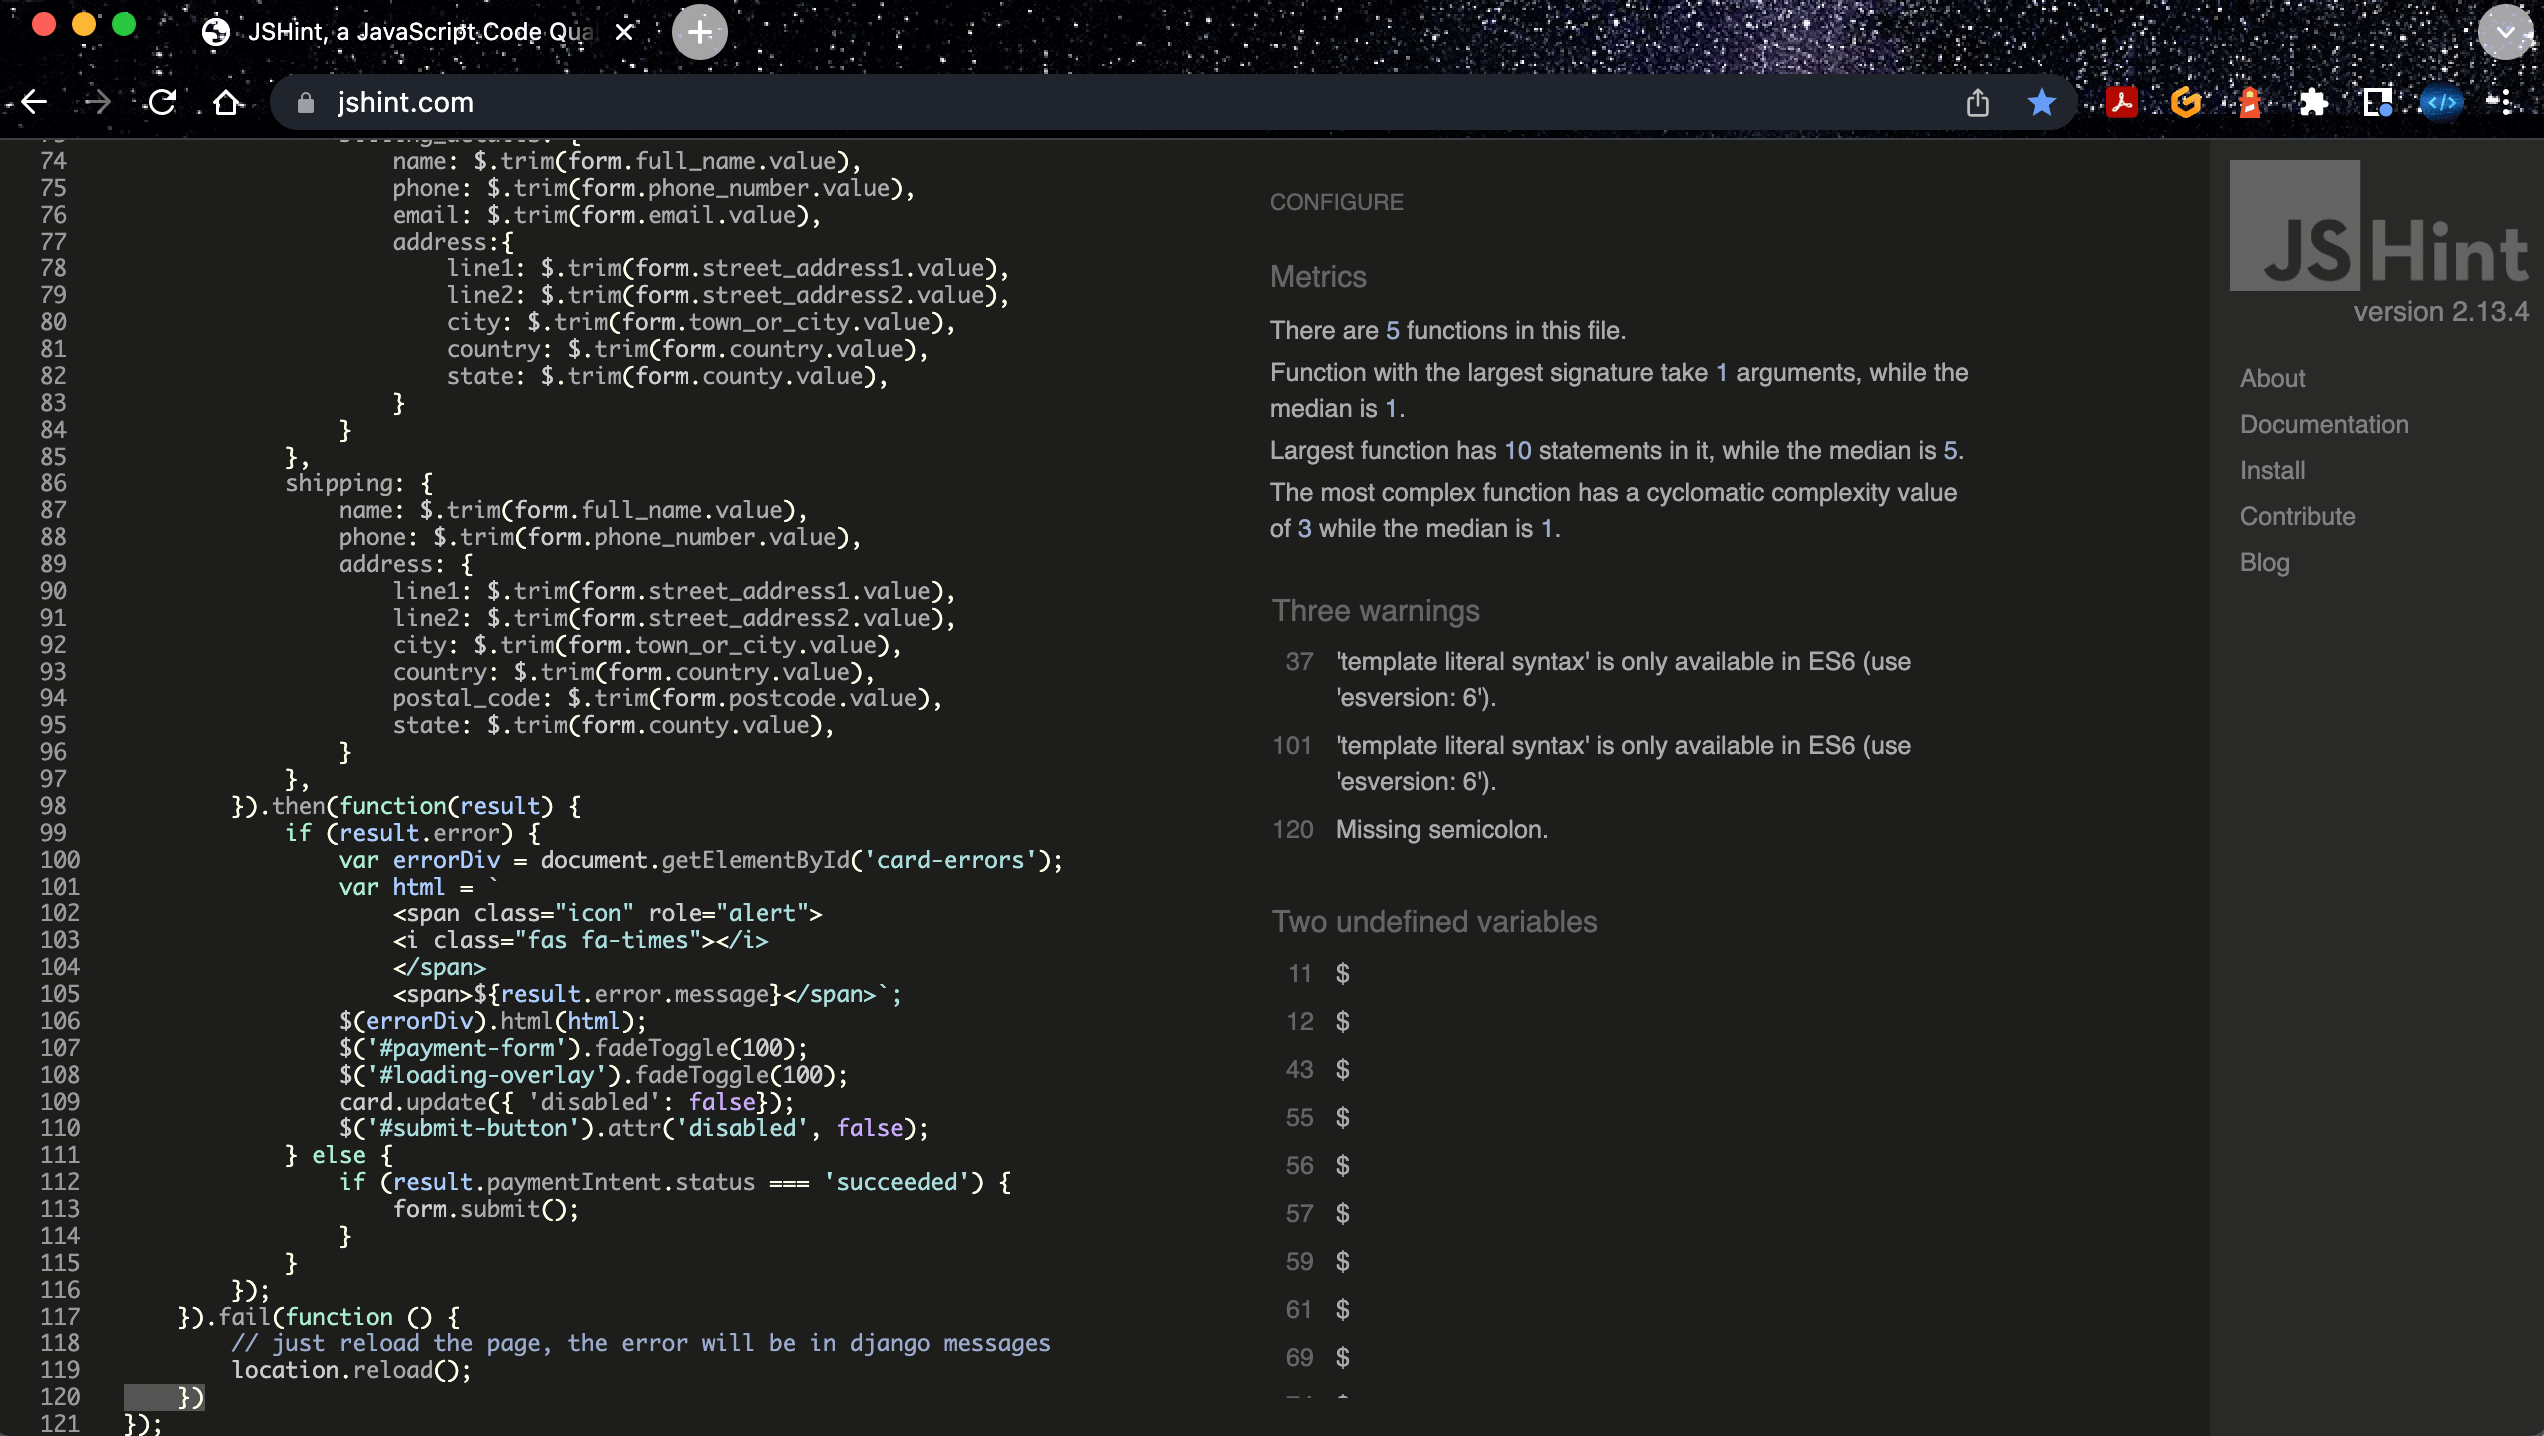 JSHint, a JavaScript Code Qua
jshint.com
74 name: $.trim(form.full_name.value),
75 phone: $.trim(form.phone_number.value),
76 email: $.trim(form.email.value),
77 address:{
78 line1: $.trim(form.street_address1.value),
79 line2: $.trim(form.street_address2.value),
80 city: $.trim(form.town_or_city.value),
81 country: $.trim(form.country.value),
82 state: $.trim(form.county.value),
83 }
84 }
85 },
86 shipping: {
87 name: $.trim(form.full_name.value),
88 phone: $.trim(form.phone_number.value),
89 address: {
90 line1: $.trim(form.street_address1.value),
91 line2: $.trim(form.street_address2.value),
92 city: $.trim(form.town_or_city.value),
93 country: $.trim(form.country.value),
94 postal_code: $.trim(form.postcode.value),
95 state: $.trim(form.county.value),
96 }
97 },
98 }).then(function(result) {
99 if (result.error) {
100 var errorDiv = document.getElementById('card-errors');
101 var html = `
102 <span class="icon" role="alert">
103 <i class="fas fa-times"></i>
104 </span>
105 <span>${result.error.message}</span>`;
106 $(errorDiv).html(html);
107 $('#payment-form').fadeToggle(100);
108 $('#loading-overlay').fadeToggle(100);
109 card.update({ 'disabled': false});
110 $('#submit-button').attr('disabled', false);
111 } else {
112 if (result.paymentIntent.status === 'succeeded') {
113 form.submit();
114 }
115 }
116 });
117 }).fail(function () {
118 // just reload the page, the error will be in django messages
119 location.reload();
120 })
121 });
CONFIGURE
Metrics
There are 5 functions in this file.
Function with the largest signature take 1 arguments, while the
median is 1.
Largest function has 10 statements in it, while the median is 5.
The most complex function has a cyclomatic complexity value
of 3 while the median is 1.
Three warnings
37 'template literal syntax' is only available in ES6 (use
'esversion: 6').
101 'template literal syntax' is only available in ES6 (use
'esversion: 6').
120 Missing semicolon.
Two undefined variables
11 $
12 $
43 $
55 $
56 $
57 $
59 $
61 $
69 $
JSHint
version 2.13.4
About
Documentation
Install
Contribute
Blog